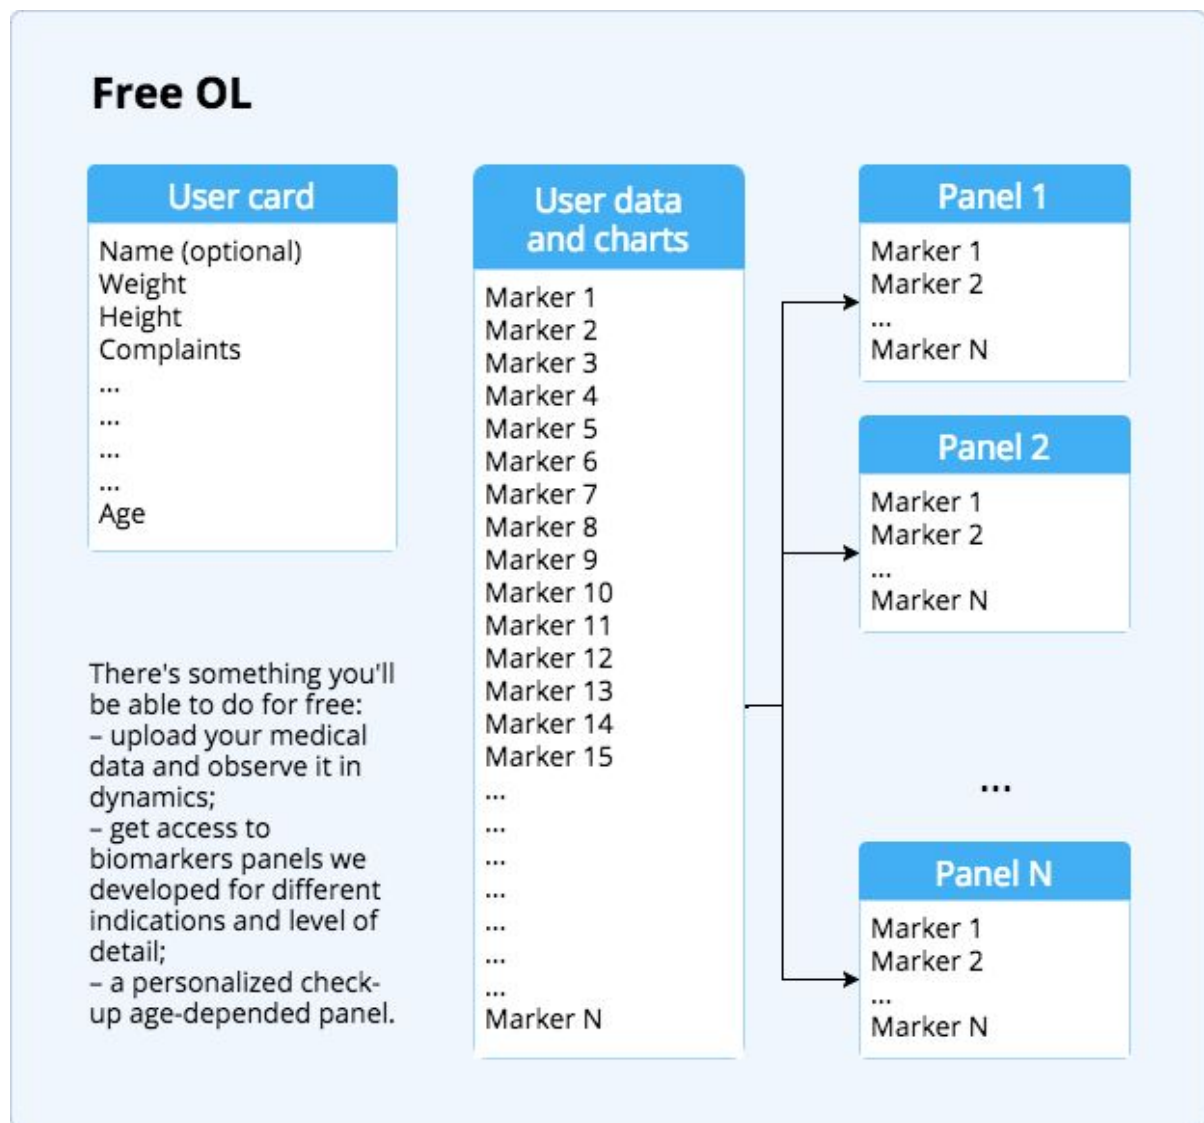 Free OL
User card
Name (optional)
Weight
Height
Complaints
...
...
...
...
Age
There's something you'll
be able to do for free:
– upload your medical
data and observe it in
dynamics;
– get access to
biomarkers panels we
developed for different
indications and level of
detail;
– a personalized check-
up age-depended panel.
User data
and charts
Marker 1
Marker 2
Marker 3
Marker 4
Marker 5
Marker 6
Marker 7
Marker 8
Marker 9
Marker 10
Marker 11
Marker 12
Marker 13
Marker 14
Marker 15
...
...
...
...
...
...
...
Marker N
Panel 1
Marker 1
Marker 2
...
Marker N
Panel 2
Marker 1
Marker 2
...
Marker N
...
Panel N
Marker 1
Marker 2
...
Marker N